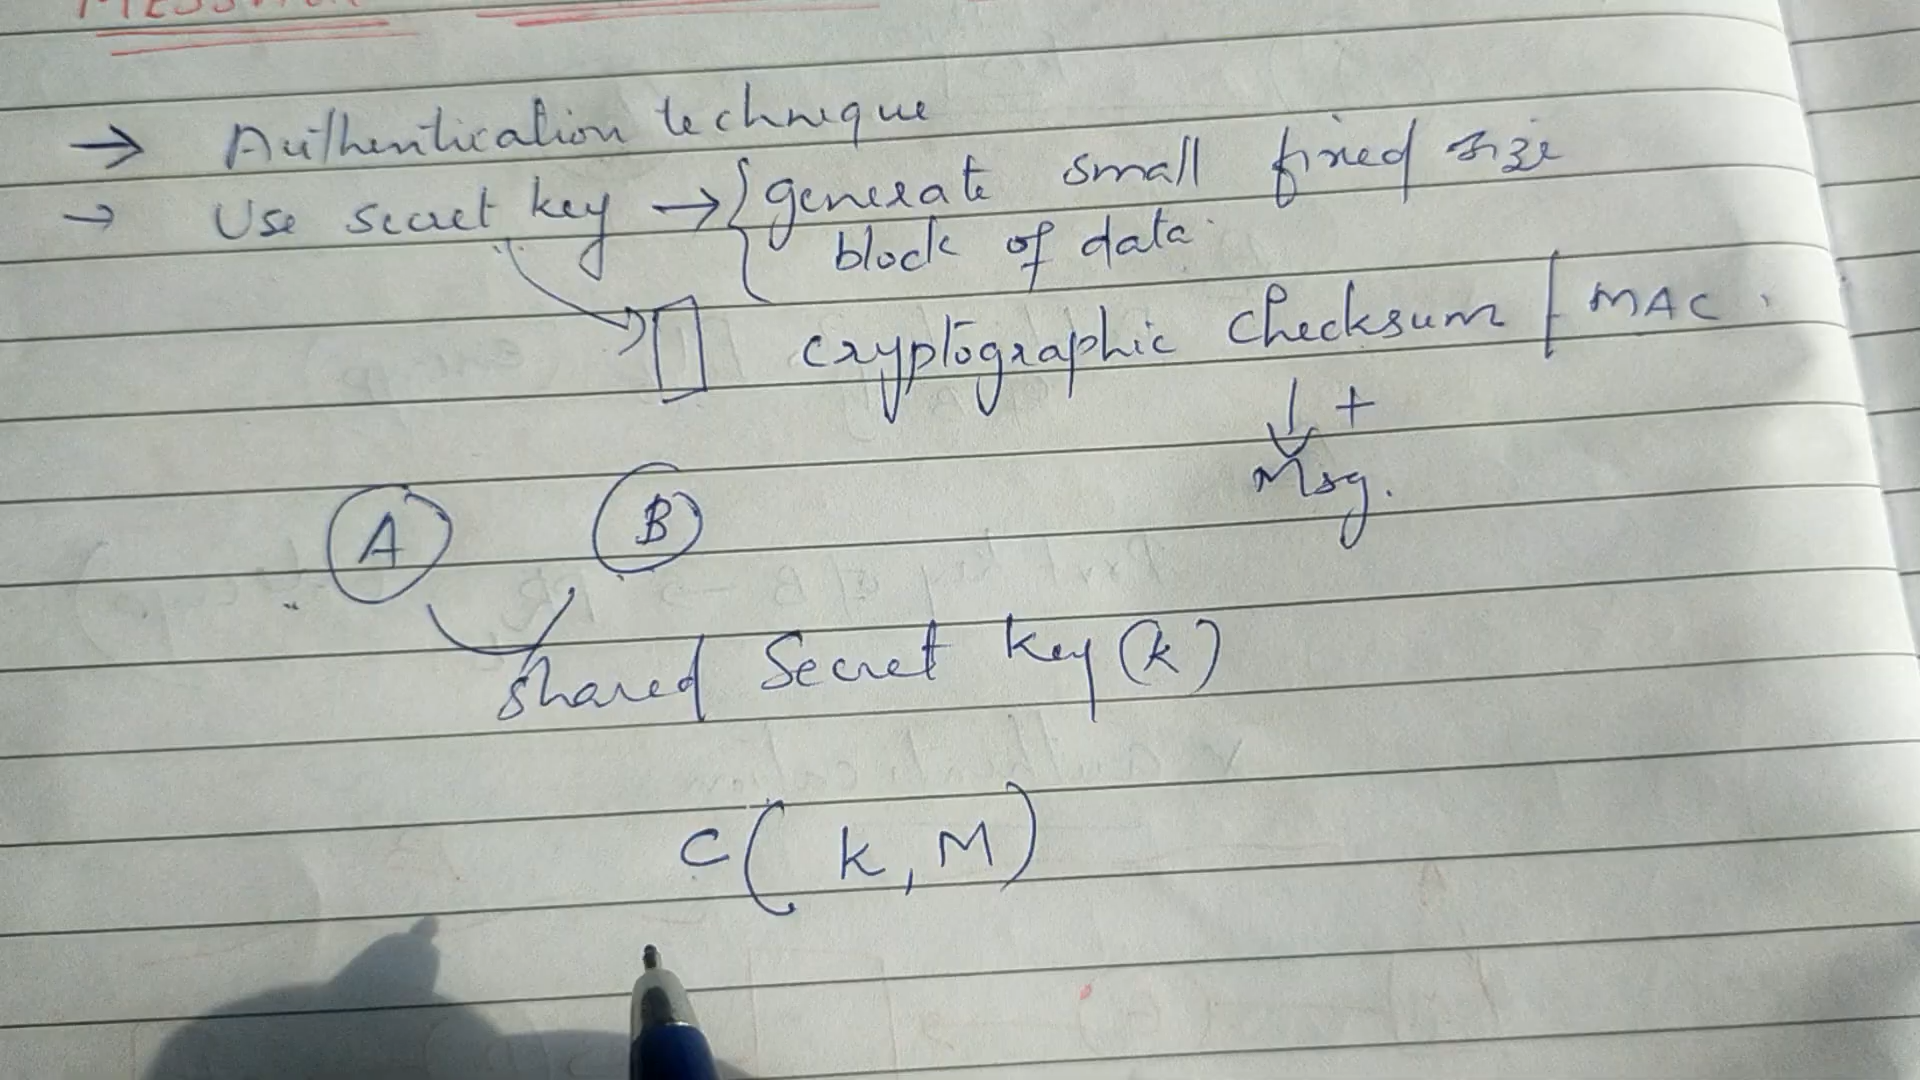 → Authentication technique
→ Use secret key → { generate small fixed size
block of data.
cryptographic checksum / MAC.
↓ +
Msg.
A B
shared Secret key (k)
C( k, M)